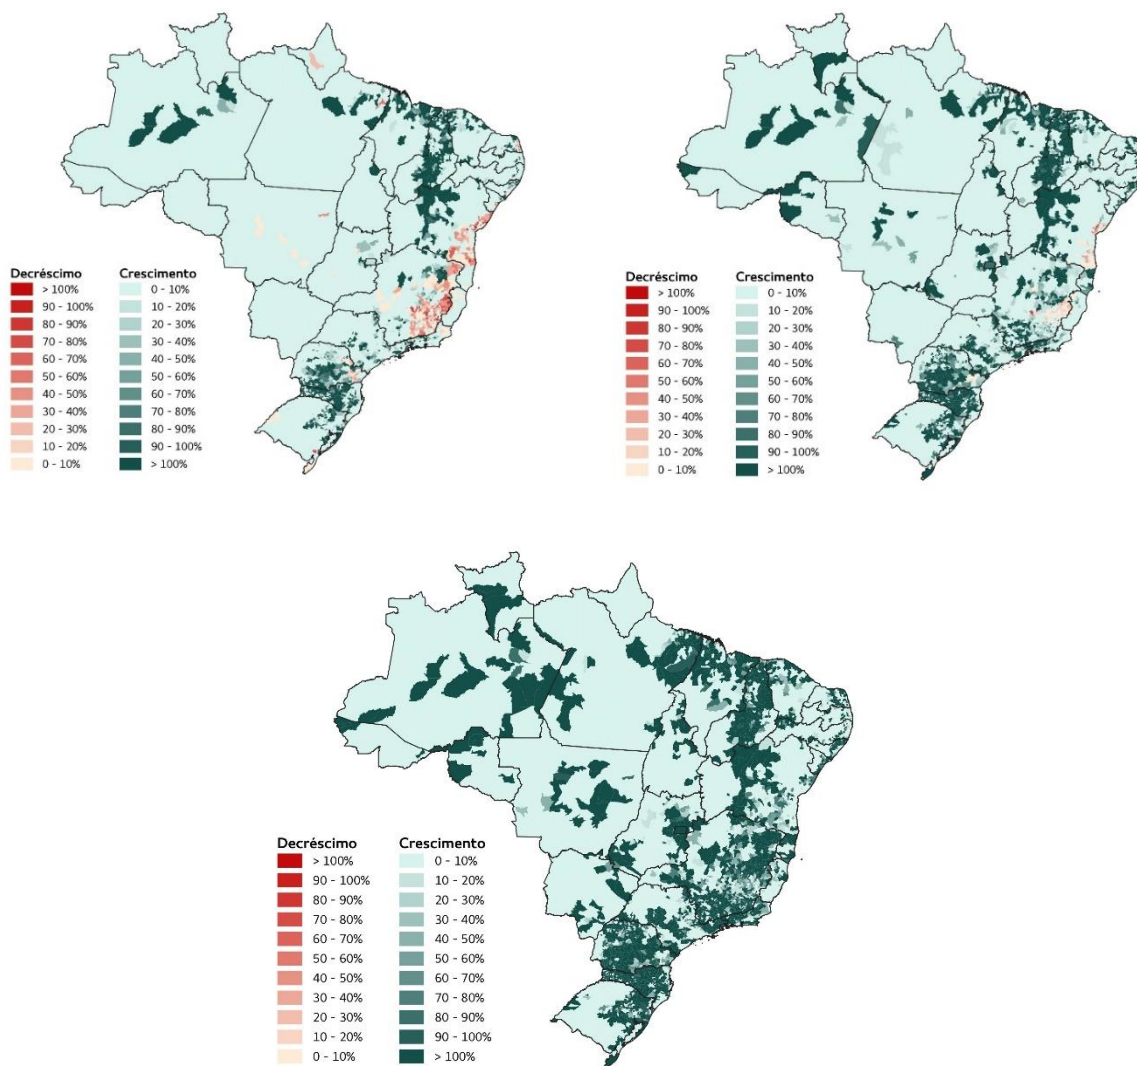 Decréscimo Crescimento
> 100% 0 - 10%
90 - 100% 10 - 20%
80 - 90% 20 - 30%
70 - 80% 30 - 40%
60 - 70% 40 - 50%
50 - 60% 50 - 60%
40 - 50% 60 - 70%
30 - 40% 70 - 80%
20 - 30% 80 - 90%
10 - 20% 90 - 100%
0 - 10% > 100%
Decréscimo Crescimento
> 100% 0 - 10%
90 - 100% 10 - 20%
80 - 90% 20 - 30%
70 - 80% 30 - 40%
60 - 70% 40 - 50%
50 - 60% 50 - 60%
40 - 50% 60 - 70%
30 - 40% 70 - 80%
20 - 30% 80 - 90%
10 - 20% 90 - 100%
0 - 10% > 100%
Decréscimo Crescimento
> 100% 0 - 10%
90 - 100% 10 - 20%
80 - 90% 20 - 30%
70 - 80% 30 - 40%
60 - 70% 40 - 50%
50 - 60% 50 - 60%
40 - 50% 60 - 70%
30 - 40% 70 - 80%
20 - 30% 80 - 90%
10 - 20% 90 - 100%
0 - 10% > 100%